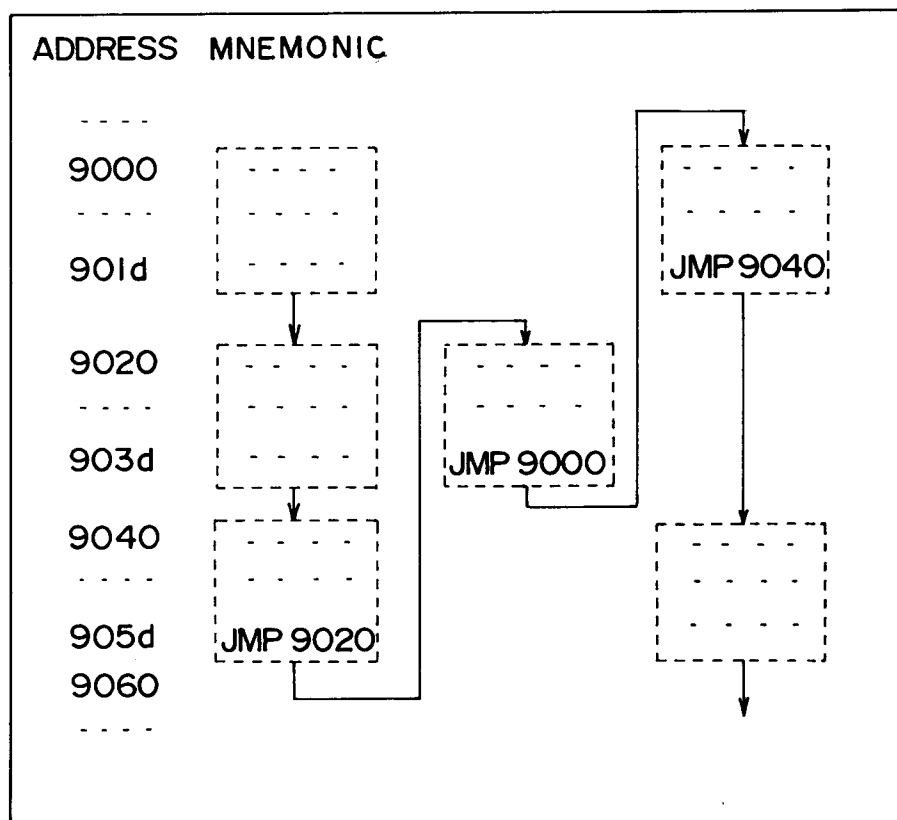 ADDRESS MNEMONIC
- - - -
9000 - - - - - - - -
- - - - - - - - - - - -
901d - - - - JMP 9040
9020 - - - - - - - -
- - - - - - - - - - - -
903d - - - - JMP 9000
9040 - - - - - - - -
- - - - - - - - - - - -
905d JMP 9020 - - - -
9060
- - - -